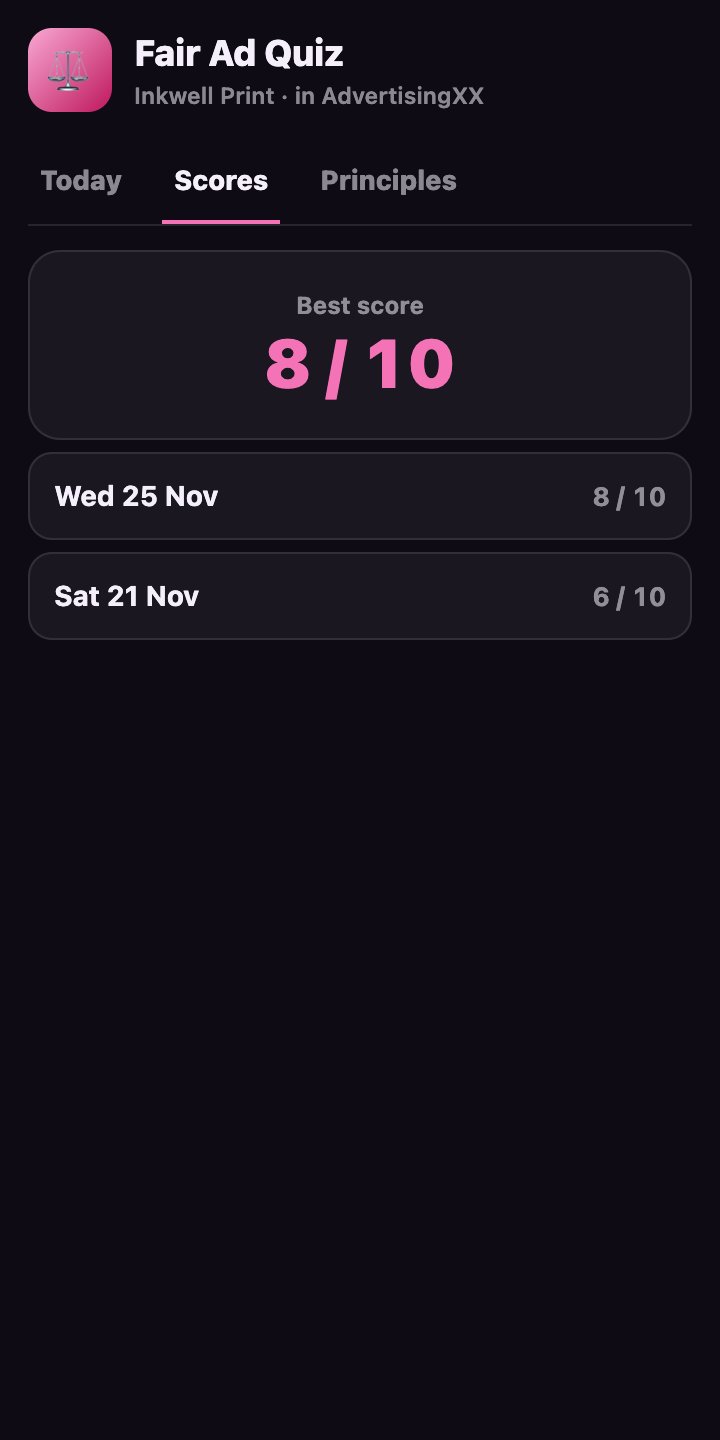 Fair Ad Quiz
Inkwell Print · in AdvertisingXX
Today Scores Principles
Best score
8 / 10
Wed 25 Nov 8 / 10
Sat 21 Nov 6 / 10